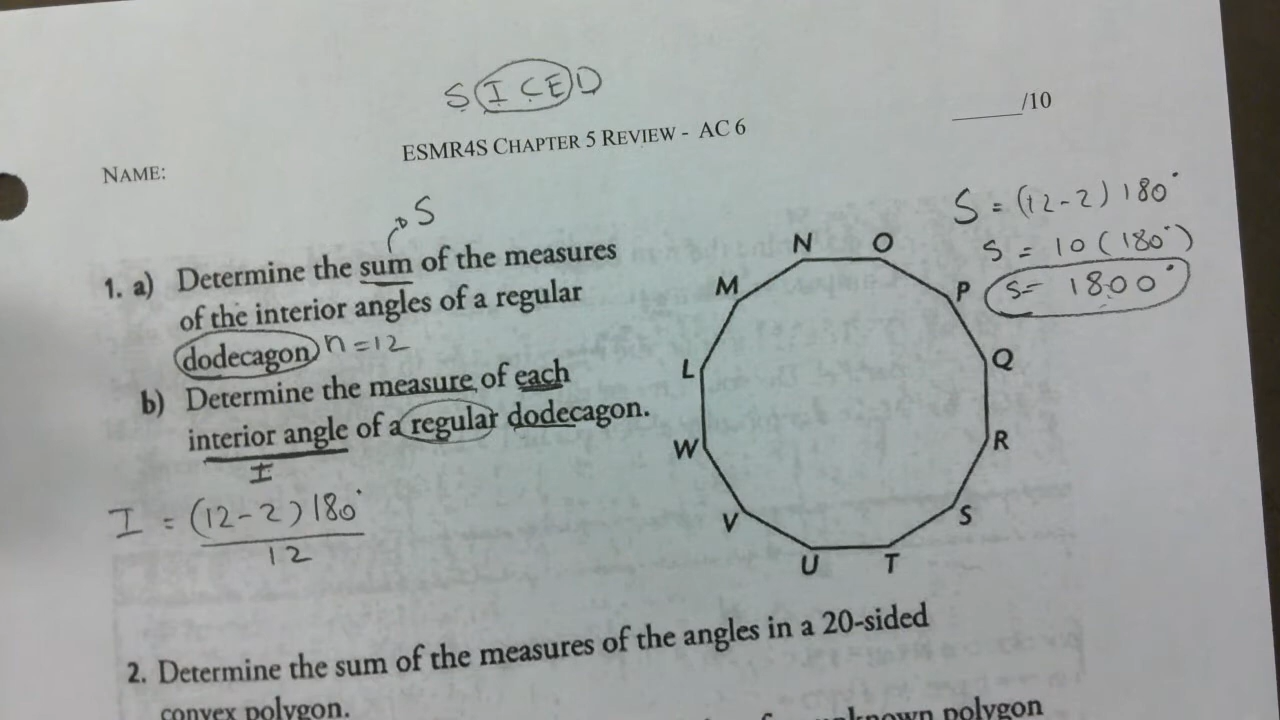 SICED
/10
ESMR4S CHAPTER 5 REVIEW - AC 6
NAME:
S
1. a) Determine the sum of the measures
of the interior angles of a regular
dodecagon n=12
b) Determine the measure of each
interior angle of a regular dodecagon.
I
I = (12-2)180°
12
S = (12-2)180°
S = 10(180°)
S= 1800°
N O
M P
L Q
W R
V S
U T
2. Determine the sum of the measures of the angles in a 20-sided
convex polygon.
unknown polygon